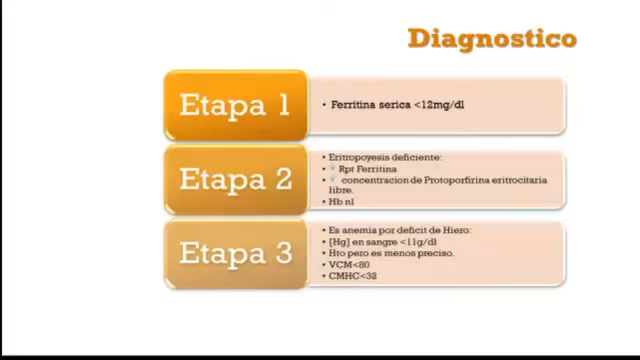 Diagnostico
Etapa 1
• Ferritina serica <12mg/dl
Etapa 2
• Eritropoyesis deficiente:
• Rpt Ferritina
• concentracion de Protoporfirina eritrocitaria
libre.
• Hb nl
Etapa 3
• Es anemia por deficit de Hiero:
• [Hg] en sangre <11g/dl
• Hto pero es menos preciso.
• VCM<80
• CMHC<32